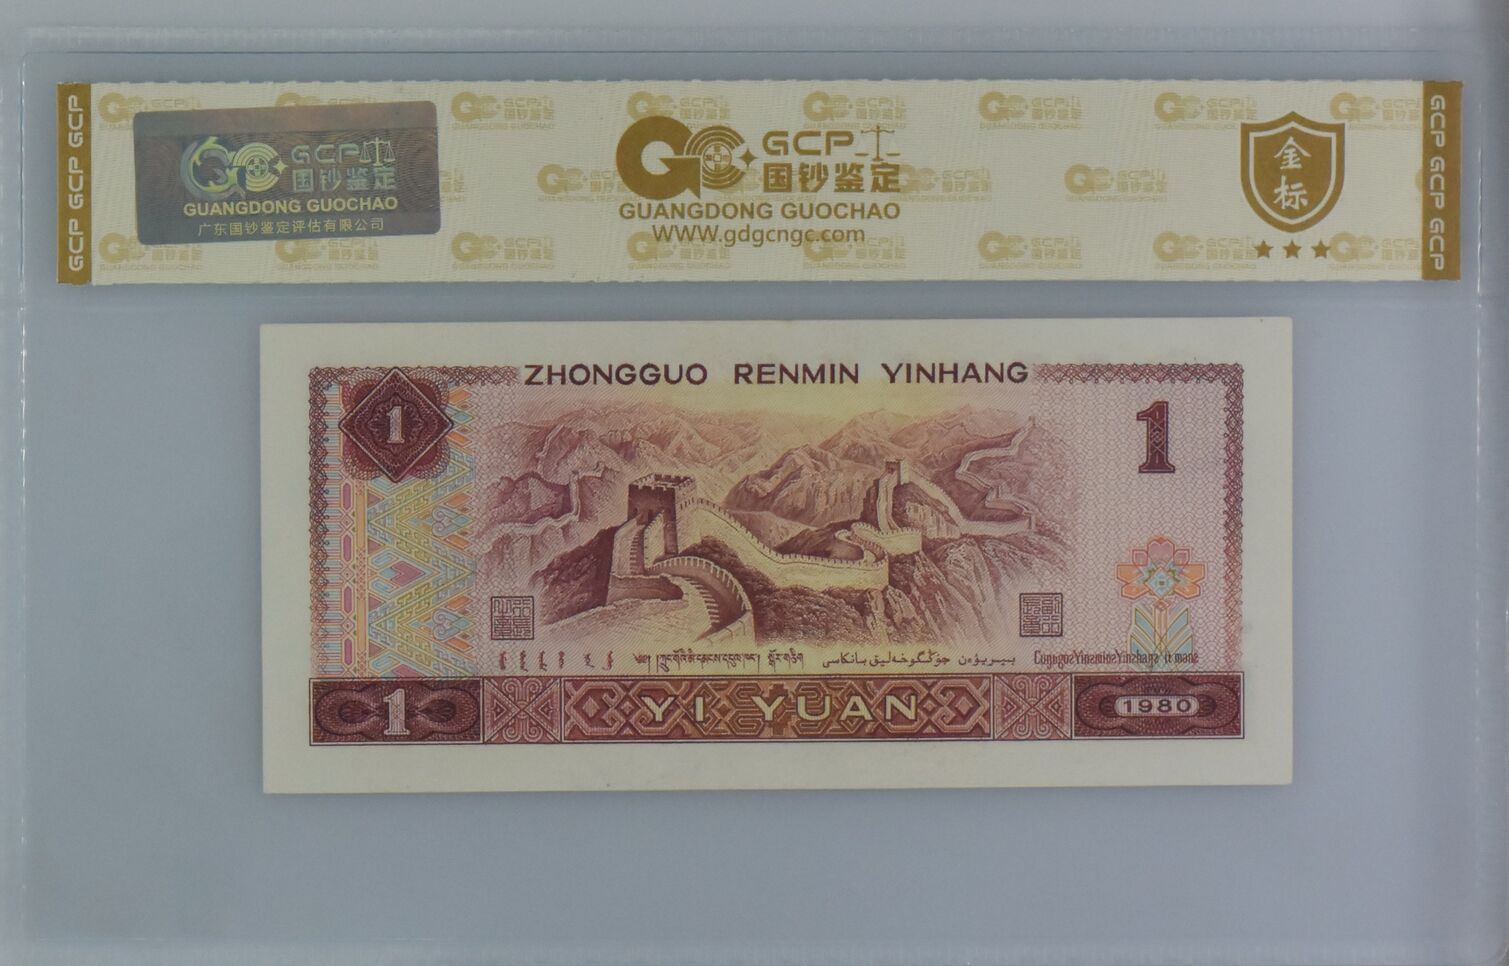 GCP GCP GCP
GCP
国钞鉴定
GUANGDONG GUOCHAO
广东国钞鉴定评估有限公司
GCP
国钞鉴定
GUANGDONG GUOCHAO
WWW.gdgcngc.com
金标
GCP GCP GCP
ZHONGGUO RENMIN YINHANG
1
1
1
YI YUAN
1980